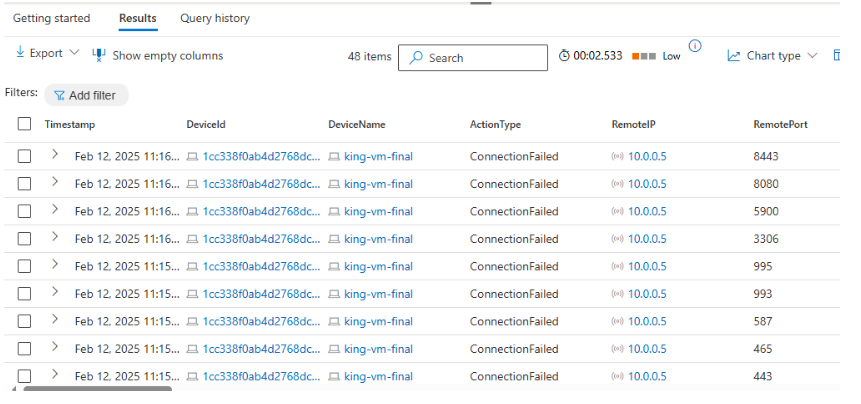 Getting started Results Query history
Export Show empty columns 48 items Search 00:02.533 Low Chart type
Filters: Add filter
Timestamp DeviceId DeviceName ActionType RemoteIP RemotePort
Feb 12, 2025 11:16... 1cc338f0ab4d2768dc... king-vm-final ConnectionFailed 10.0.0.5 8443
Feb 12, 2025 11:16... 1cc338f0ab4d2768dc... king-vm-final ConnectionFailed 10.0.0.5 8080
Feb 12, 2025 11:16... 1cc338f0ab4d2768dc... king-vm-final ConnectionFailed 10.0.0.5 5900
Feb 12, 2025 11:16... 1cc338f0ab4d2768dc... king-vm-final ConnectionFailed 10.0.0.5 3306
Feb 12, 2025 11:15... 1cc338f0ab4d2768dc... king-vm-final ConnectionFailed 10.0.0.5 995
Feb 12, 2025 11:15... 1cc338f0ab4d2768dc... king-vm-final ConnectionFailed 10.0.0.5 993
Feb 12, 2025 11:15... 1cc338f0ab4d2768dc... king-vm-final ConnectionFailed 10.0.0.5 587
Feb 12, 2025 11:15... 1cc338f0ab4d2768dc... king-vm-final ConnectionFailed 10.0.0.5 465
Feb 12, 2025 11:15... 1cc338f0ab4d2768dc... king-vm-final ConnectionFailed 10.0.0.5 443